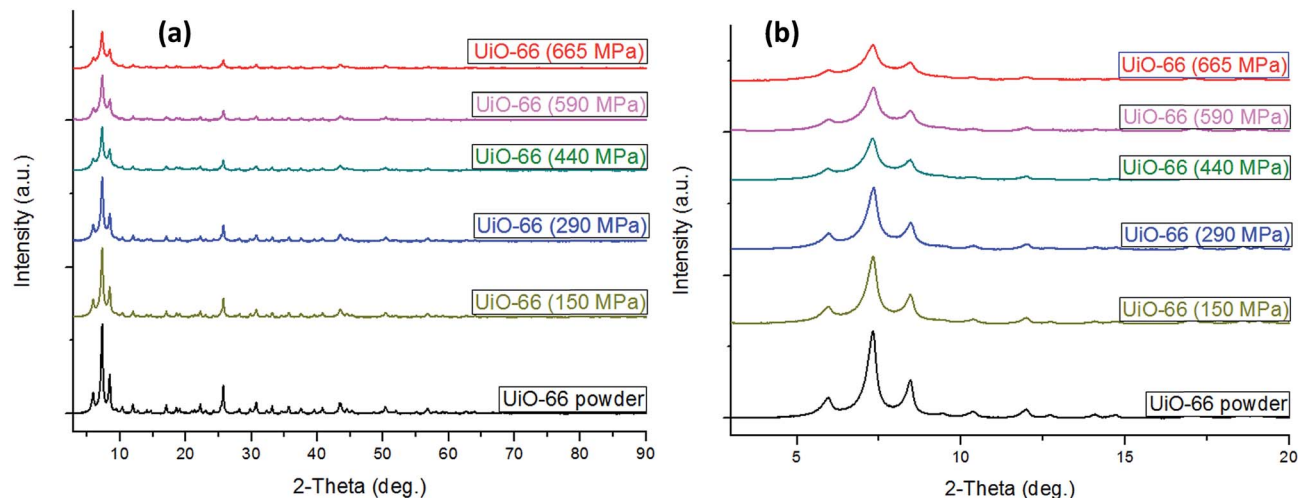 (a)
UiO-66 (665 MPa)
UiO-66 (590 MPa)
UiO-66 (440 MPa)
UiO-66 (290 MPa)
UiO-66 (150 MPa)
UiO-66 powder
Intensity (a.u.)
10 20 30 40 50 60 70 80 90
2-Theta (deg.)
(b)
UiO-66 (665 MPa)
UiO-66 (590 MPa)
UiO-66 (440 MPa)
UiO-66 (290 MPa)
UiO-66 (150 MPa)
UiO-66 powder
Intensity (a.u.)
5 10 15 20
2-Theta (deg.)